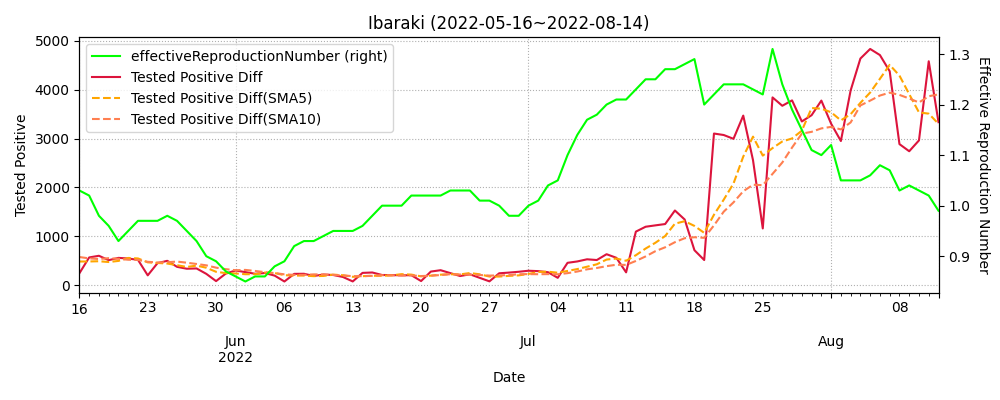 Ibaraki (2022-05-16~2022-08-14)
effectiveReproductionNumber (right)
Tested Positive Diff
Tested Positive Diff(SMA5)
Tested Positive Diff(SMA10)
Tested Positive
5000
4000
3000
2000
1000
0
1.3
1.2
1.1
1.0
0.9
Effective Reproduction Number
16 23 30 06 13 20 27 04 11 18 25 08
Jun Jul Aug
2022
Date